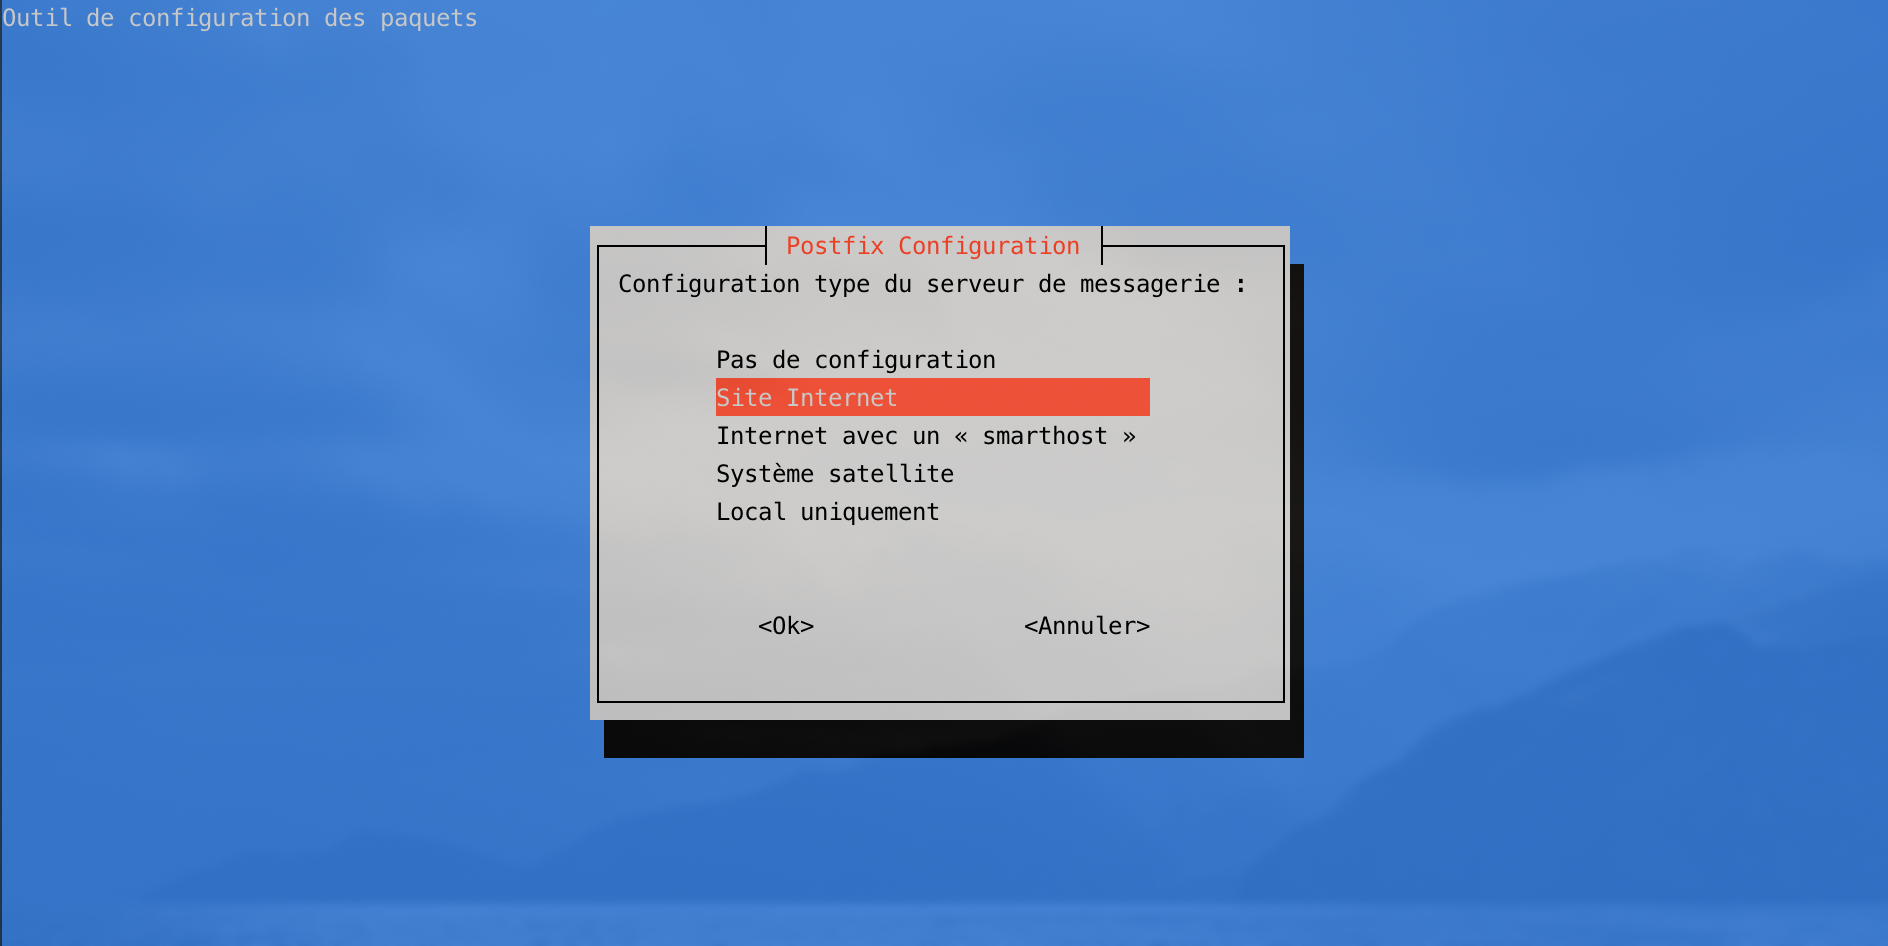 Outil de configuration des paquets
Postfix Configuration
Configuration type du serveur de messagerie :
Pas de configuration
Site Internet
Internet avec un « smarthost »
Système satellite
Local uniquement
<Ok> <Annuler>